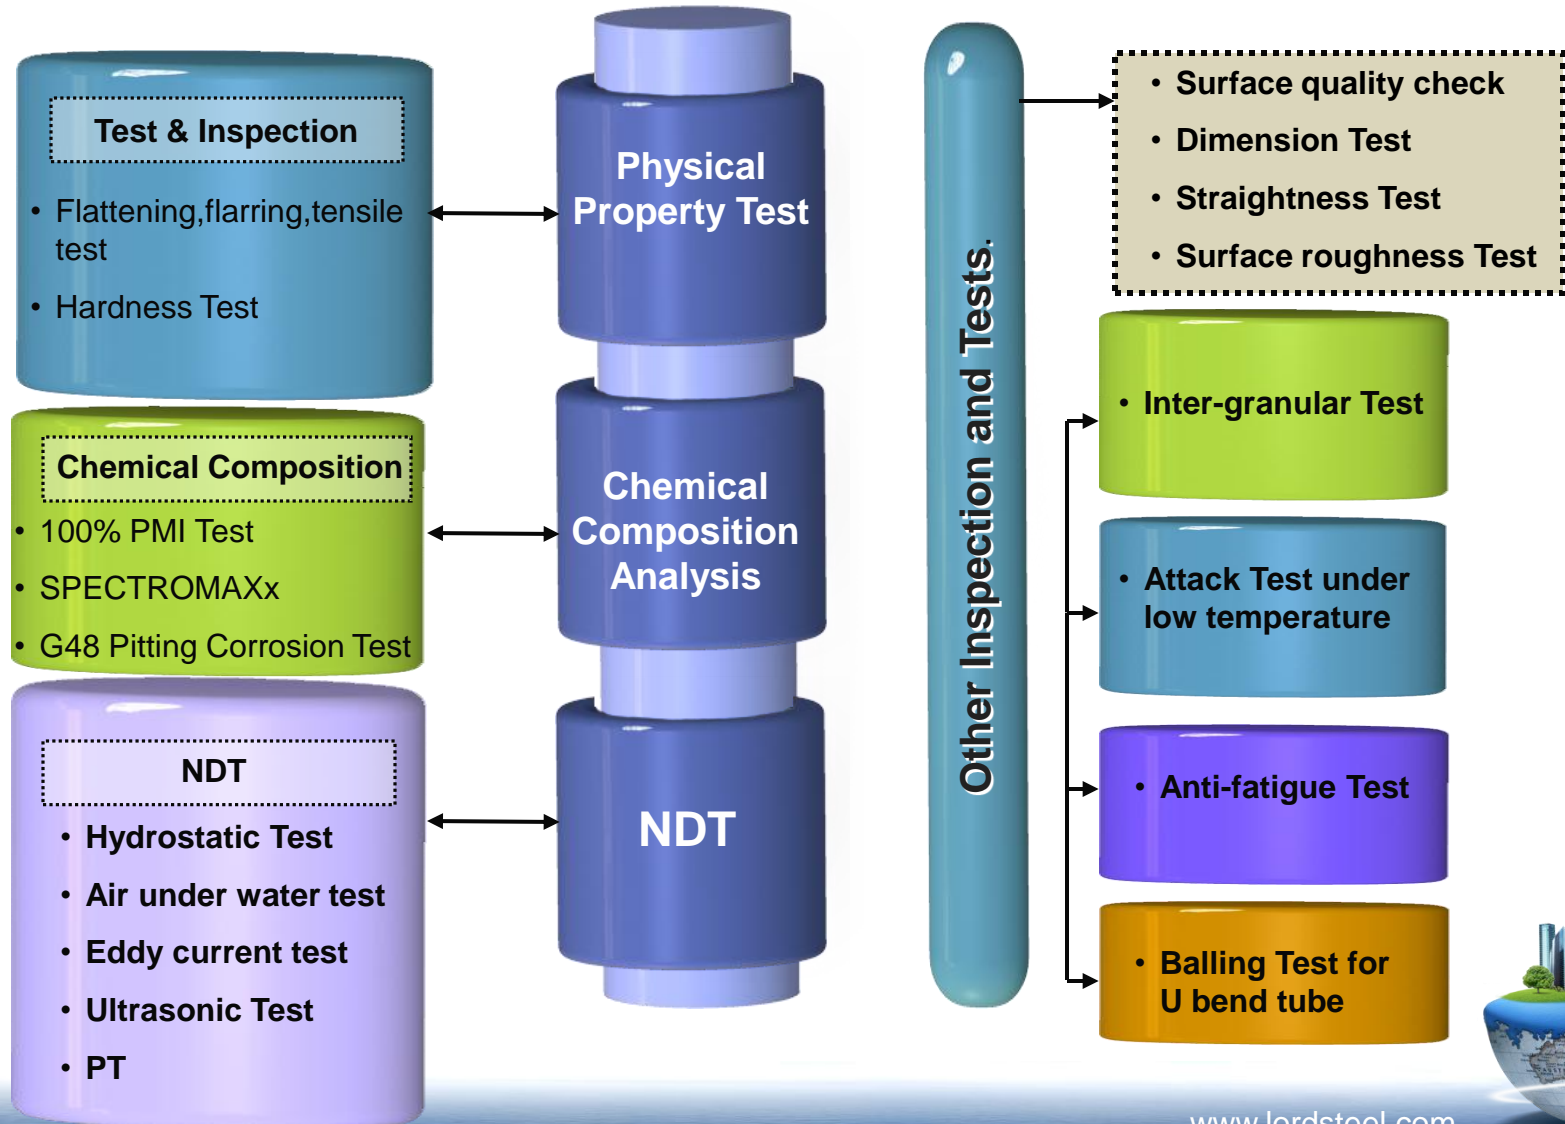 Test & Inspection
• Flattening,flarring,tensile
test
• Hardness Test
Chemical Composition
• 100% PMI Test
• SPECTROMAXx
• G48 Pitting Corrosion Test
NDT
• Hydrostatic Test
• Air under water test
• Eddy current test
• Ultrasonic Test
• PT
Physical
Property Test
Chemical
Composition
Analysis
NDT
Other Inspection and Tests.
• Surface quality check
• Dimension Test
• Straightness Test
• Surface roughness Test
• Inter-granular Test
• Attack Test under
low temperature
• Anti-fatigue Test
• Balling Test for
U bend tube
www.lordsteel.com